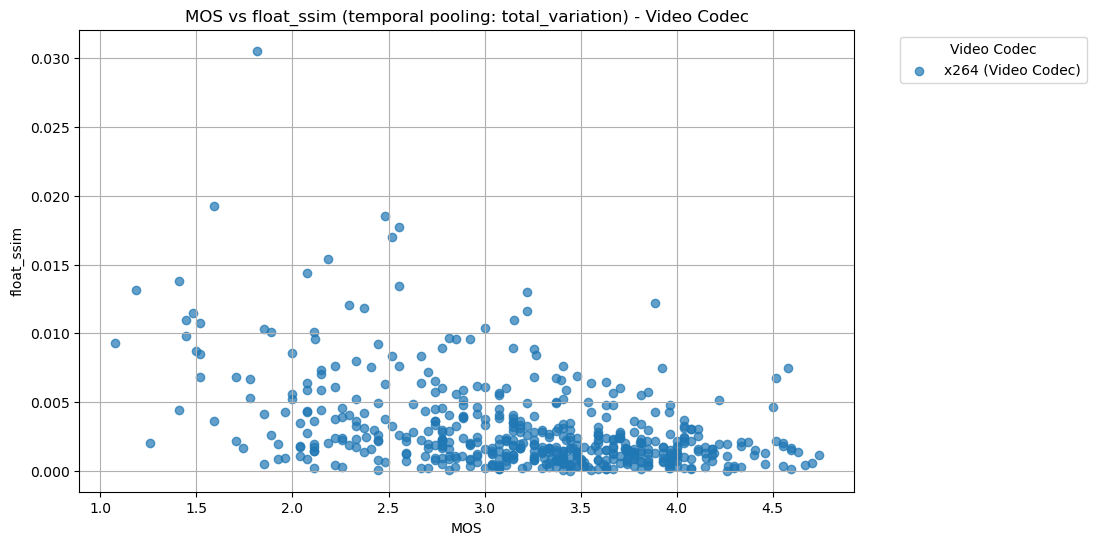 MOS vs float_ssim (temporal pooling: total_variation) - Video Codec
Video Codec
x264 (Video Codec)
float_ssim
0.030
0.025
0.020
0.015
0.010
0.005
0.000
1.0 1.5 2.0 2.5 3.0 3.5 4.0 4.5
MOS